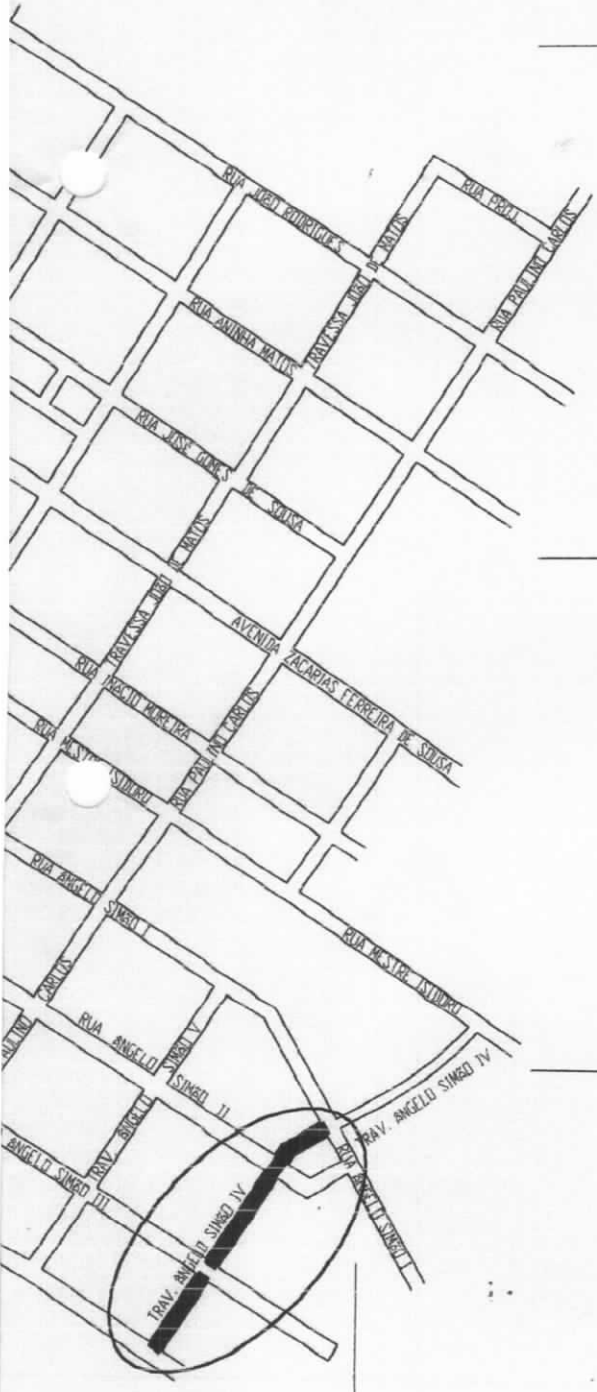 RUA JOÃO RODRIGUES
RUA PROJ.
TRAVESSA JOÃO DE MATOS
RUA PAULINO CARLOS
RUA ANINHA MATOS
RUA JOSÉ GOMES DE SOUSA
TRAVESSA JOÃO DE MATOS
AVENIDA ZACARIAS FERREIRA DE SOUSA
RUA INACIO MOREIRA
RUA PAULINO CARLOS
RUA MESTRE ISIDORO
RUA ANGELO SIMÃO I
RUA MESTRE ISIDORO
CARLOS
RUA ANGELO SIMÃO II
SIMÃO V
TRAV. ANGELO SIMÃO IV
RUA ANGELO SIMÃO I
TRAV. ANGELO
ANGELO SIMÃO III
TRAV. ANGELO SIMÃO IV